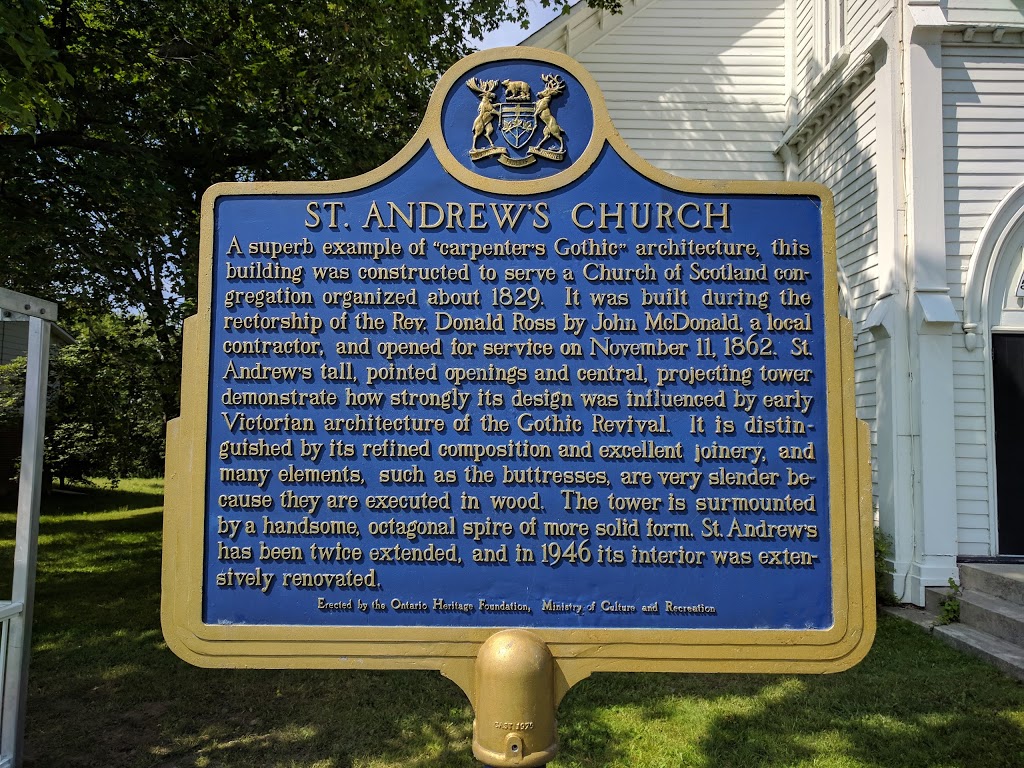 ST. ANDREW'S CHURCH
A superb example of "carpenter's Gothic" architecture, this
building was constructed to serve a Church of Scotland con-
gregation organized about 1829. It was built during the
rectorship of the Rev. Donald Ross by John McDonald, a local
contractor, and opened for service on November 11, 1862. St.
Andrew's tall, pointed openings and central, projecting tower
demonstrate how strongly its design was influenced by early
Victorian architecture of the Gothic Revival. It is distin-
guished by its refined composition and excellent joinery, and
many elements, such as the buttresses, are very slender be-
cause they are executed in wood. The tower is surmounted
by a handsome, octagonal spire of more solid form. St. Andrew's
has been twice extended, and in 1946 its interior was exten-
sively renovated.
Erected by the Ontario Heritage Foundation, Ministry of Culture and Recreation
CAST 1979